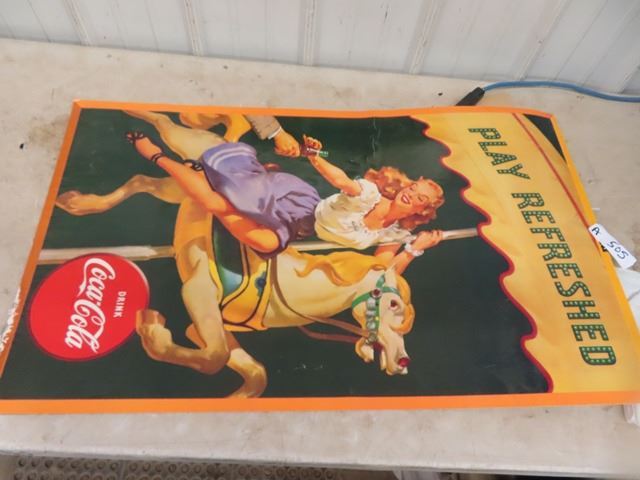 PLAY REFRESHED
DRINK
Coca-Cola
A 505